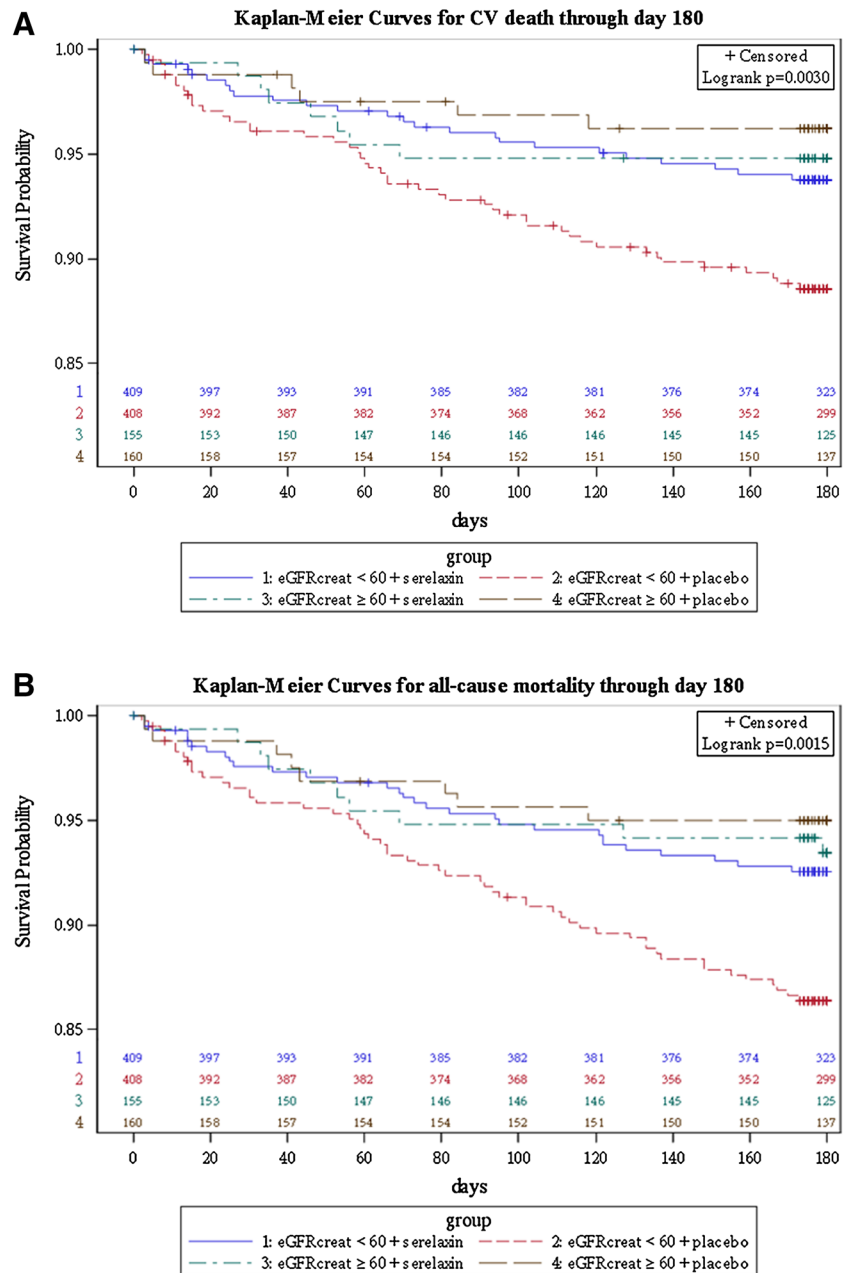 A
Kaplan-Meier Curves for CV death through day 180
+ Censored
Logrank p=0.0030
Survival Probability
1.00
0.95
0.90
0.85
1 409 397 393 391 385 382 381 376 374 323
2 408 392 387 382 374 368 362 356 352 299
3 155 153 150 147 146 146 146 145 145 125
4 160 158 157 154 154 152 151 150 150 137
0 20 40 60 80 100 120 140 160 180
days
group
1: eGFRcreat < 60 + serelaxin 2: eGFRcreat < 60 + placebo
3: eGFRcreat ≥ 60 + serelaxin 4: eGFRcreat ≥ 60 + placebo
B
Kaplan-Meier Curves for all-cause mortality through day 180
+ Censored
Logrank p=0.0015
Survival Probability
1.00
0.95
0.90
0.85
1 409 397 393 391 385 382 381 376 374 323
2 408 392 387 382 374 368 362 356 352 299
3 155 153 150 147 146 146 146 145 145 125
4 160 158 157 154 154 152 151 150 150 137
0 20 40 60 80 100 120 140 160 180
days
group
1: eGFRcreat < 60 + serelaxin 2: eGFRcreat < 60 + placebo
3: eGFRcreat ≥ 60 + serelaxin 4: eGFRcreat ≥ 60 + placebo